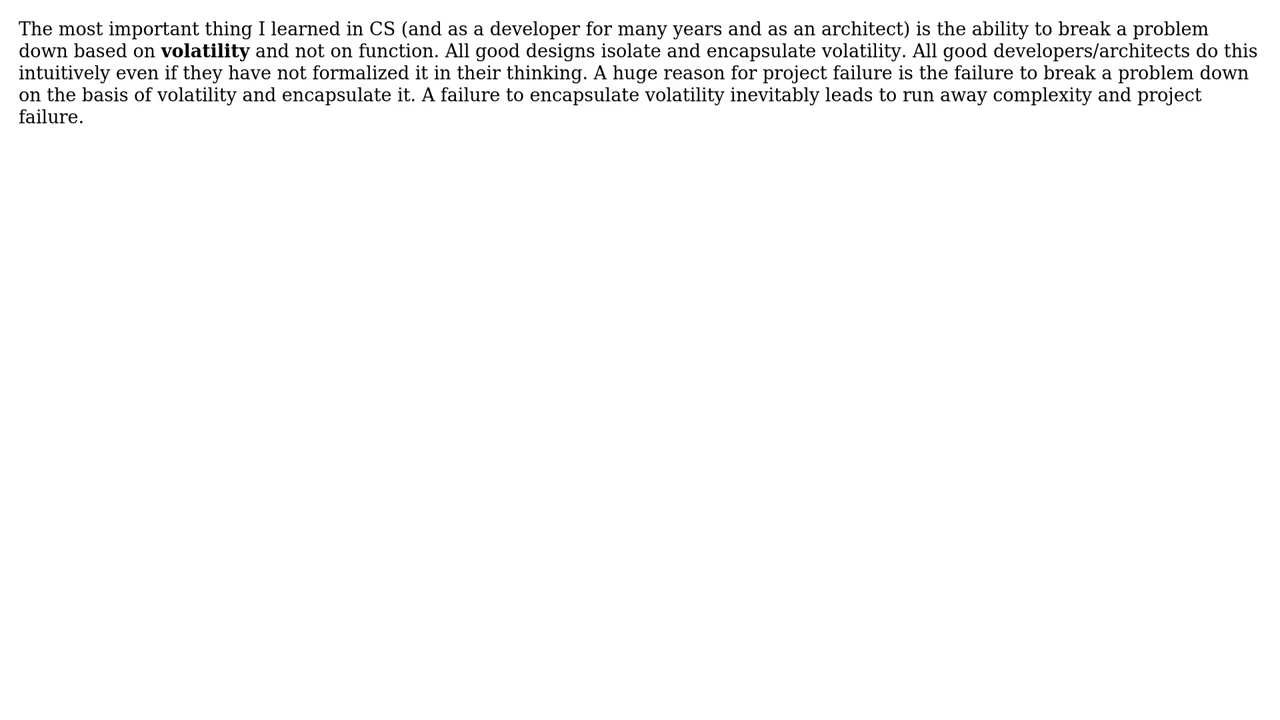 The most important thing I learned in CS (and as a developer for many years and as an architect) is the ability to break a problem
down based on volatility and not on function. All good designs isolate and encapsulate volatility. All good developers/architects do this
intuitively even if they have not formalized it in their thinking. A huge reason for project failure is the failure to break a problem down
on the basis of volatility and encapsulate it. A failure to encapsulate volatility inevitably leads to run away complexity and project
failure.